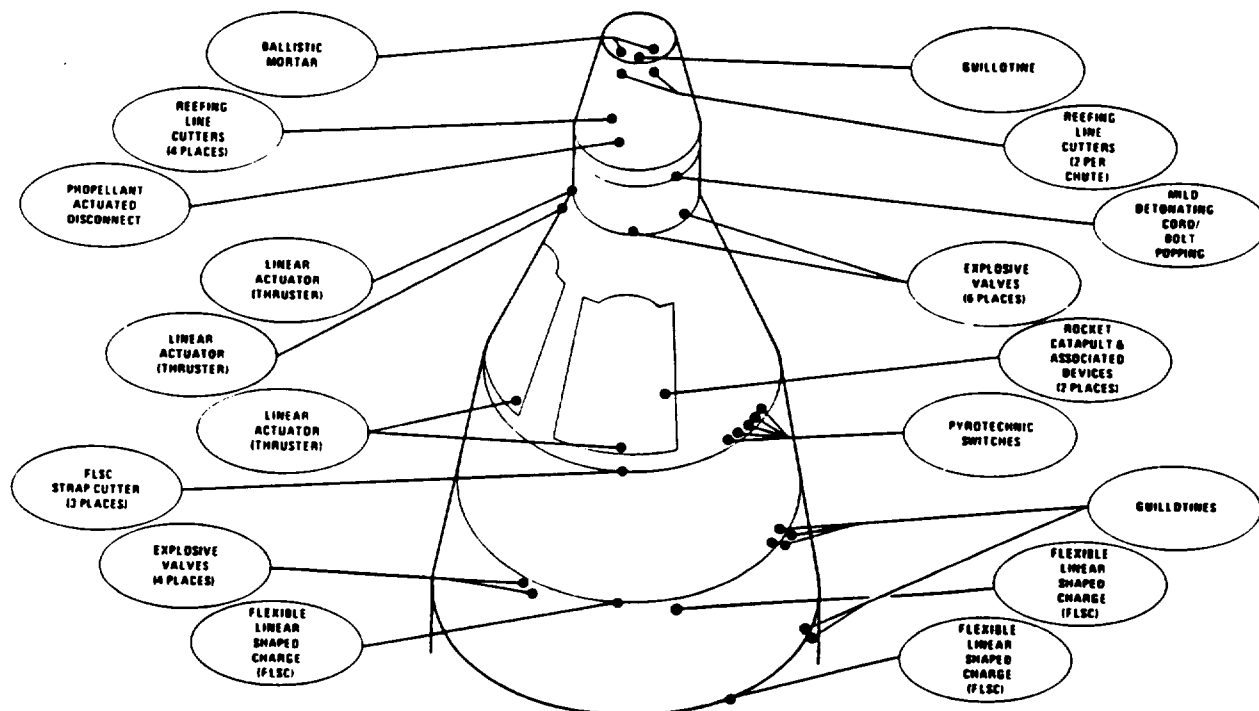 BALLISTIC
MORTAR
REEFING
LINE
CUTTERS
(4 PLACES)
PROPELLANT
ACTUATED
DISCONNECT
LINEAR
ACTUATOR
(THRUSTER)
LINEAR
ACTUATOR
(THRUSTER)
LINEAR
ACTUATOR
(THRUSTER)
FLSC
STRAP CUTTER
(3 PLACES)
EXPLOSIVE
VALVES
(4 PLACES)
FLEXIBLE
LINEAR
SHAPED
CHARGE
(FLSC)
GUILLOTINE
REEFING
LINE
CUTTERS
(2 PER
CHUTE)
MILD
DETONATING
CORD/
BOLT
POPPING
EXPLOSIVE
VALVES
(6 PLACES)
ROCKET
CATAPULT &
ASSOCIATED
DEVICES
(2 PLACES)
PYROTECHNIC
SWITCHES
GUILLOTINES
FLEXIBLE
LINEAR
SHAPED
CHARGE
(FLSC)
FLEXIBLE
LINEAR
SHAPED
CHARGE
(FLSC)